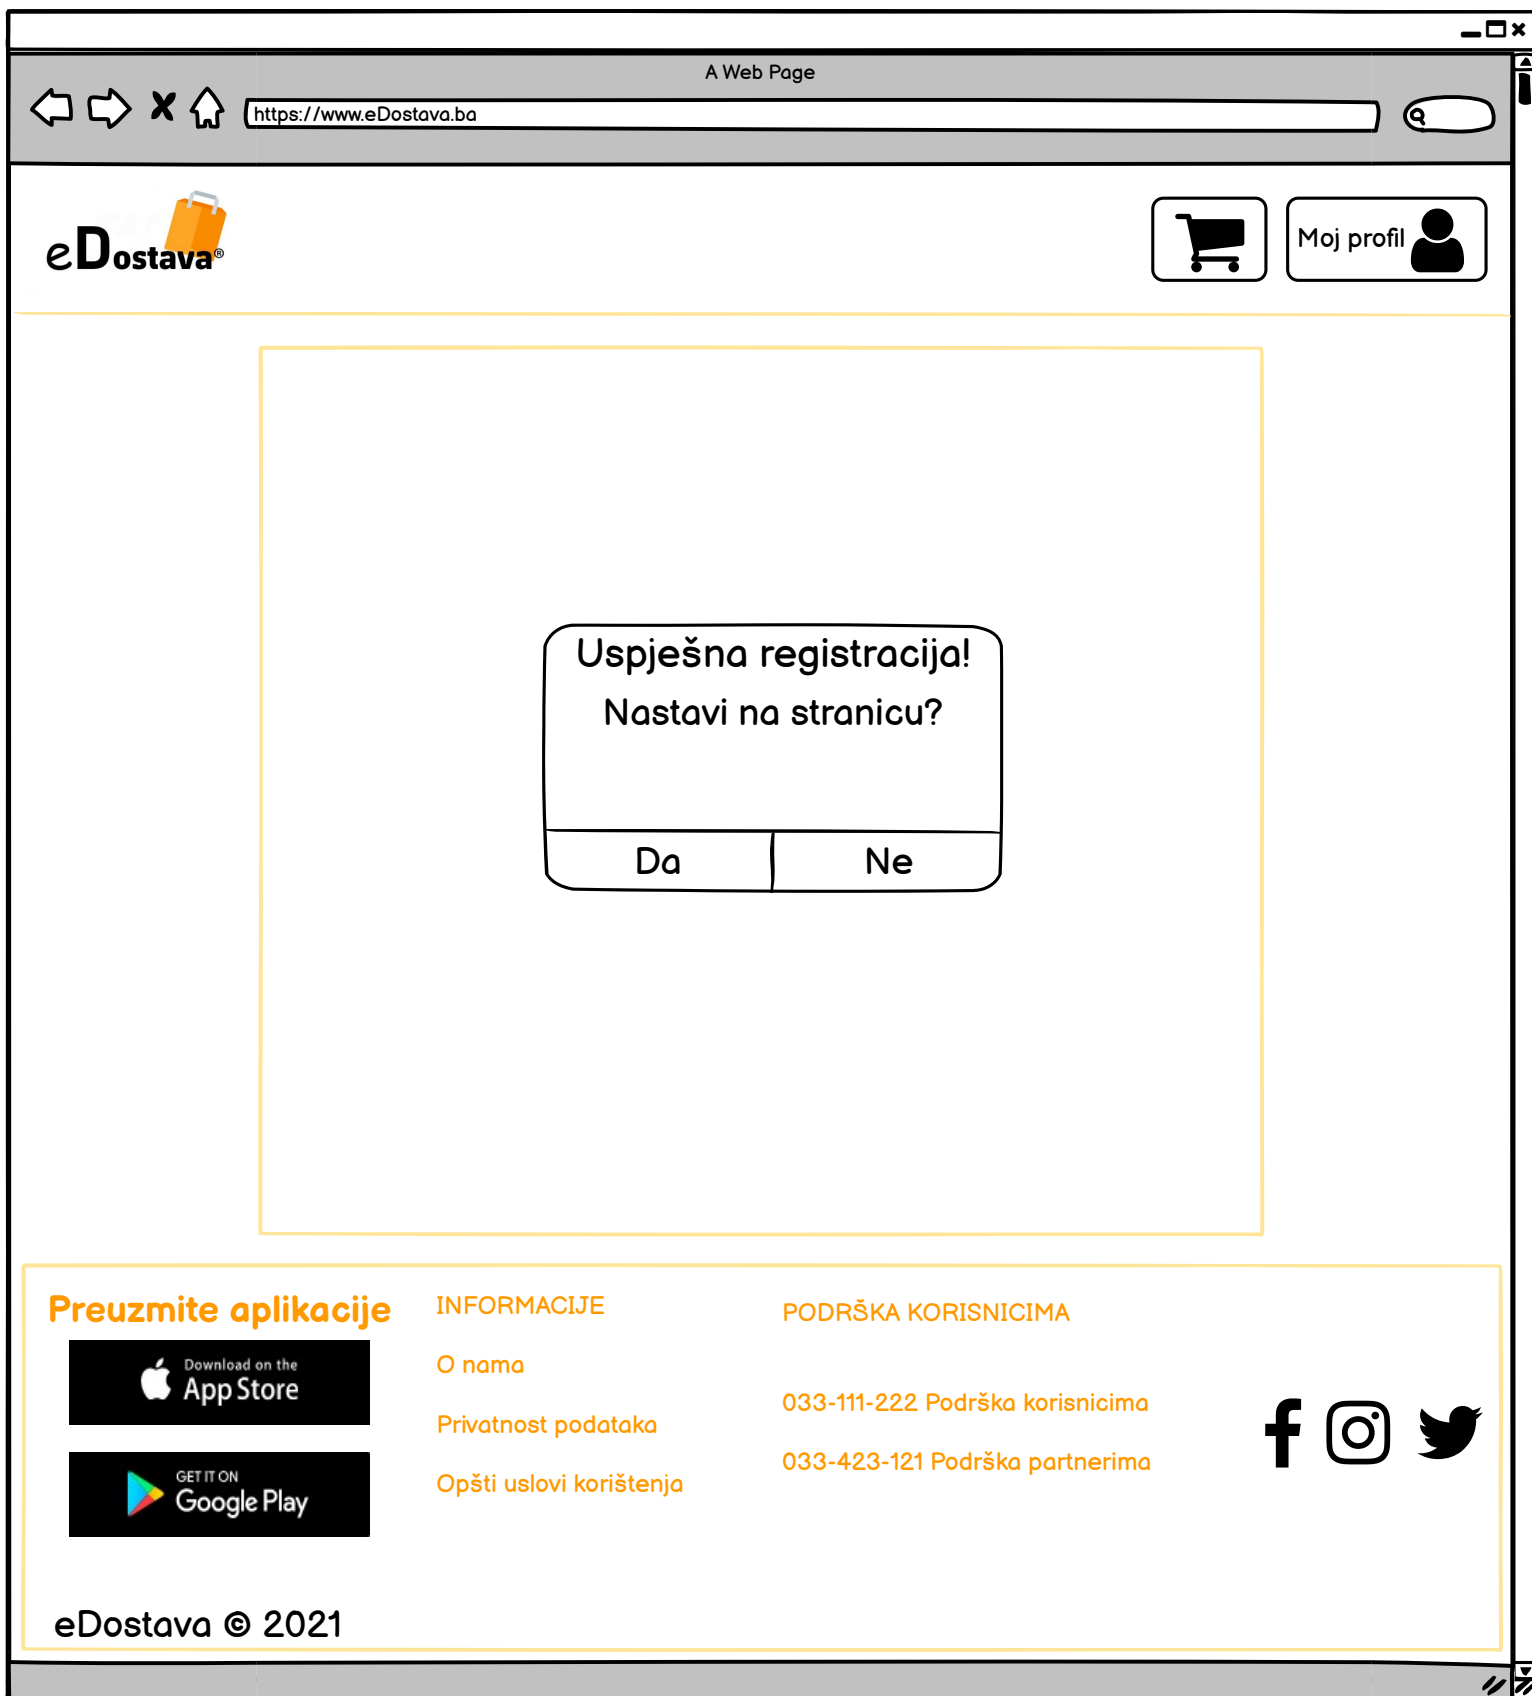 A Web Page
https://www.eDostava.ba
eDostava®
Moj profil
Uspješna registracija!
Nastavi na stranicu?
Da
Ne
Preuzmite aplikacije
Download on the
App Store
GET IT ON
Google Play
INFORMACIJE
O nama
Privatnost podataka
Opšti uslovi korištenja
PODRŠKA KORISNICIMA
033-111-222 Podrška korisnicima
033-423-121 Podrška partnerima
eDostava © 2021